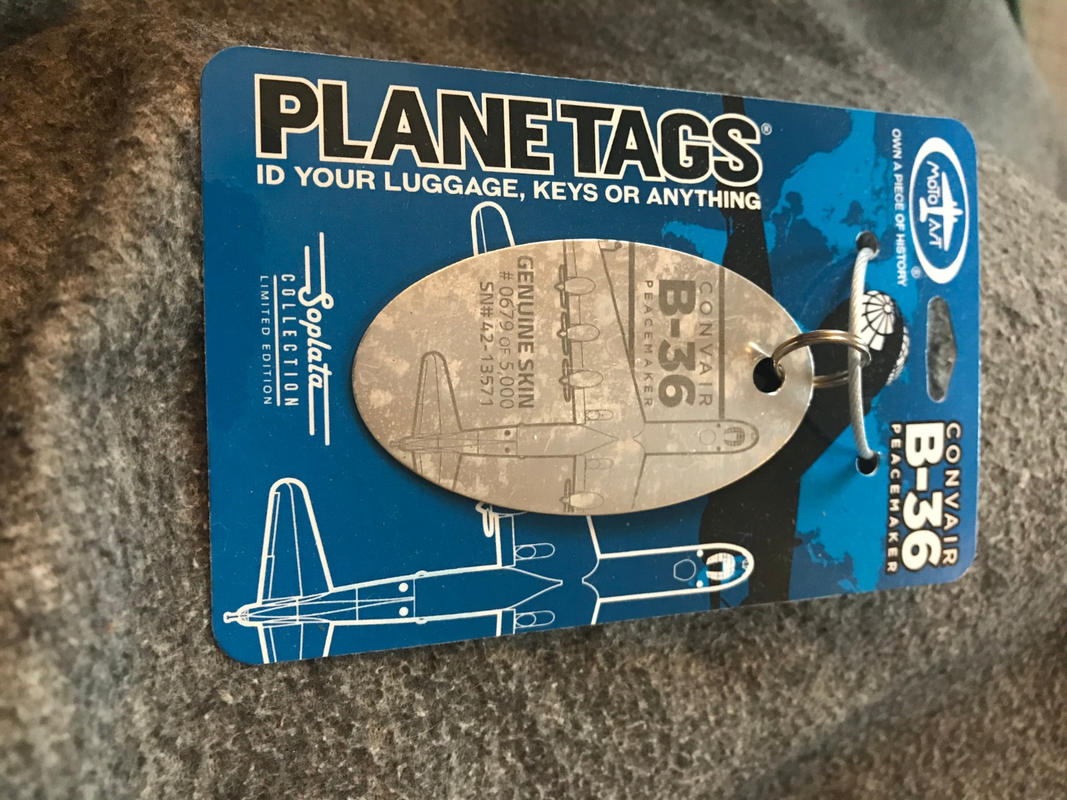 PLANETAGS®
ID YOUR LUGGAGE, KEYS OR ANYTHING
MOTOART
OWN A PIECE OF HISTORY®
CONVAIR
B-36
PEACEMAKER
CONVAIR
B-36
PEACEMAKER
GENUINE SKIN
# 0679 OF 5,000
SN# 42-13571
Soplata
COLLECTION
LIMITED EDITION